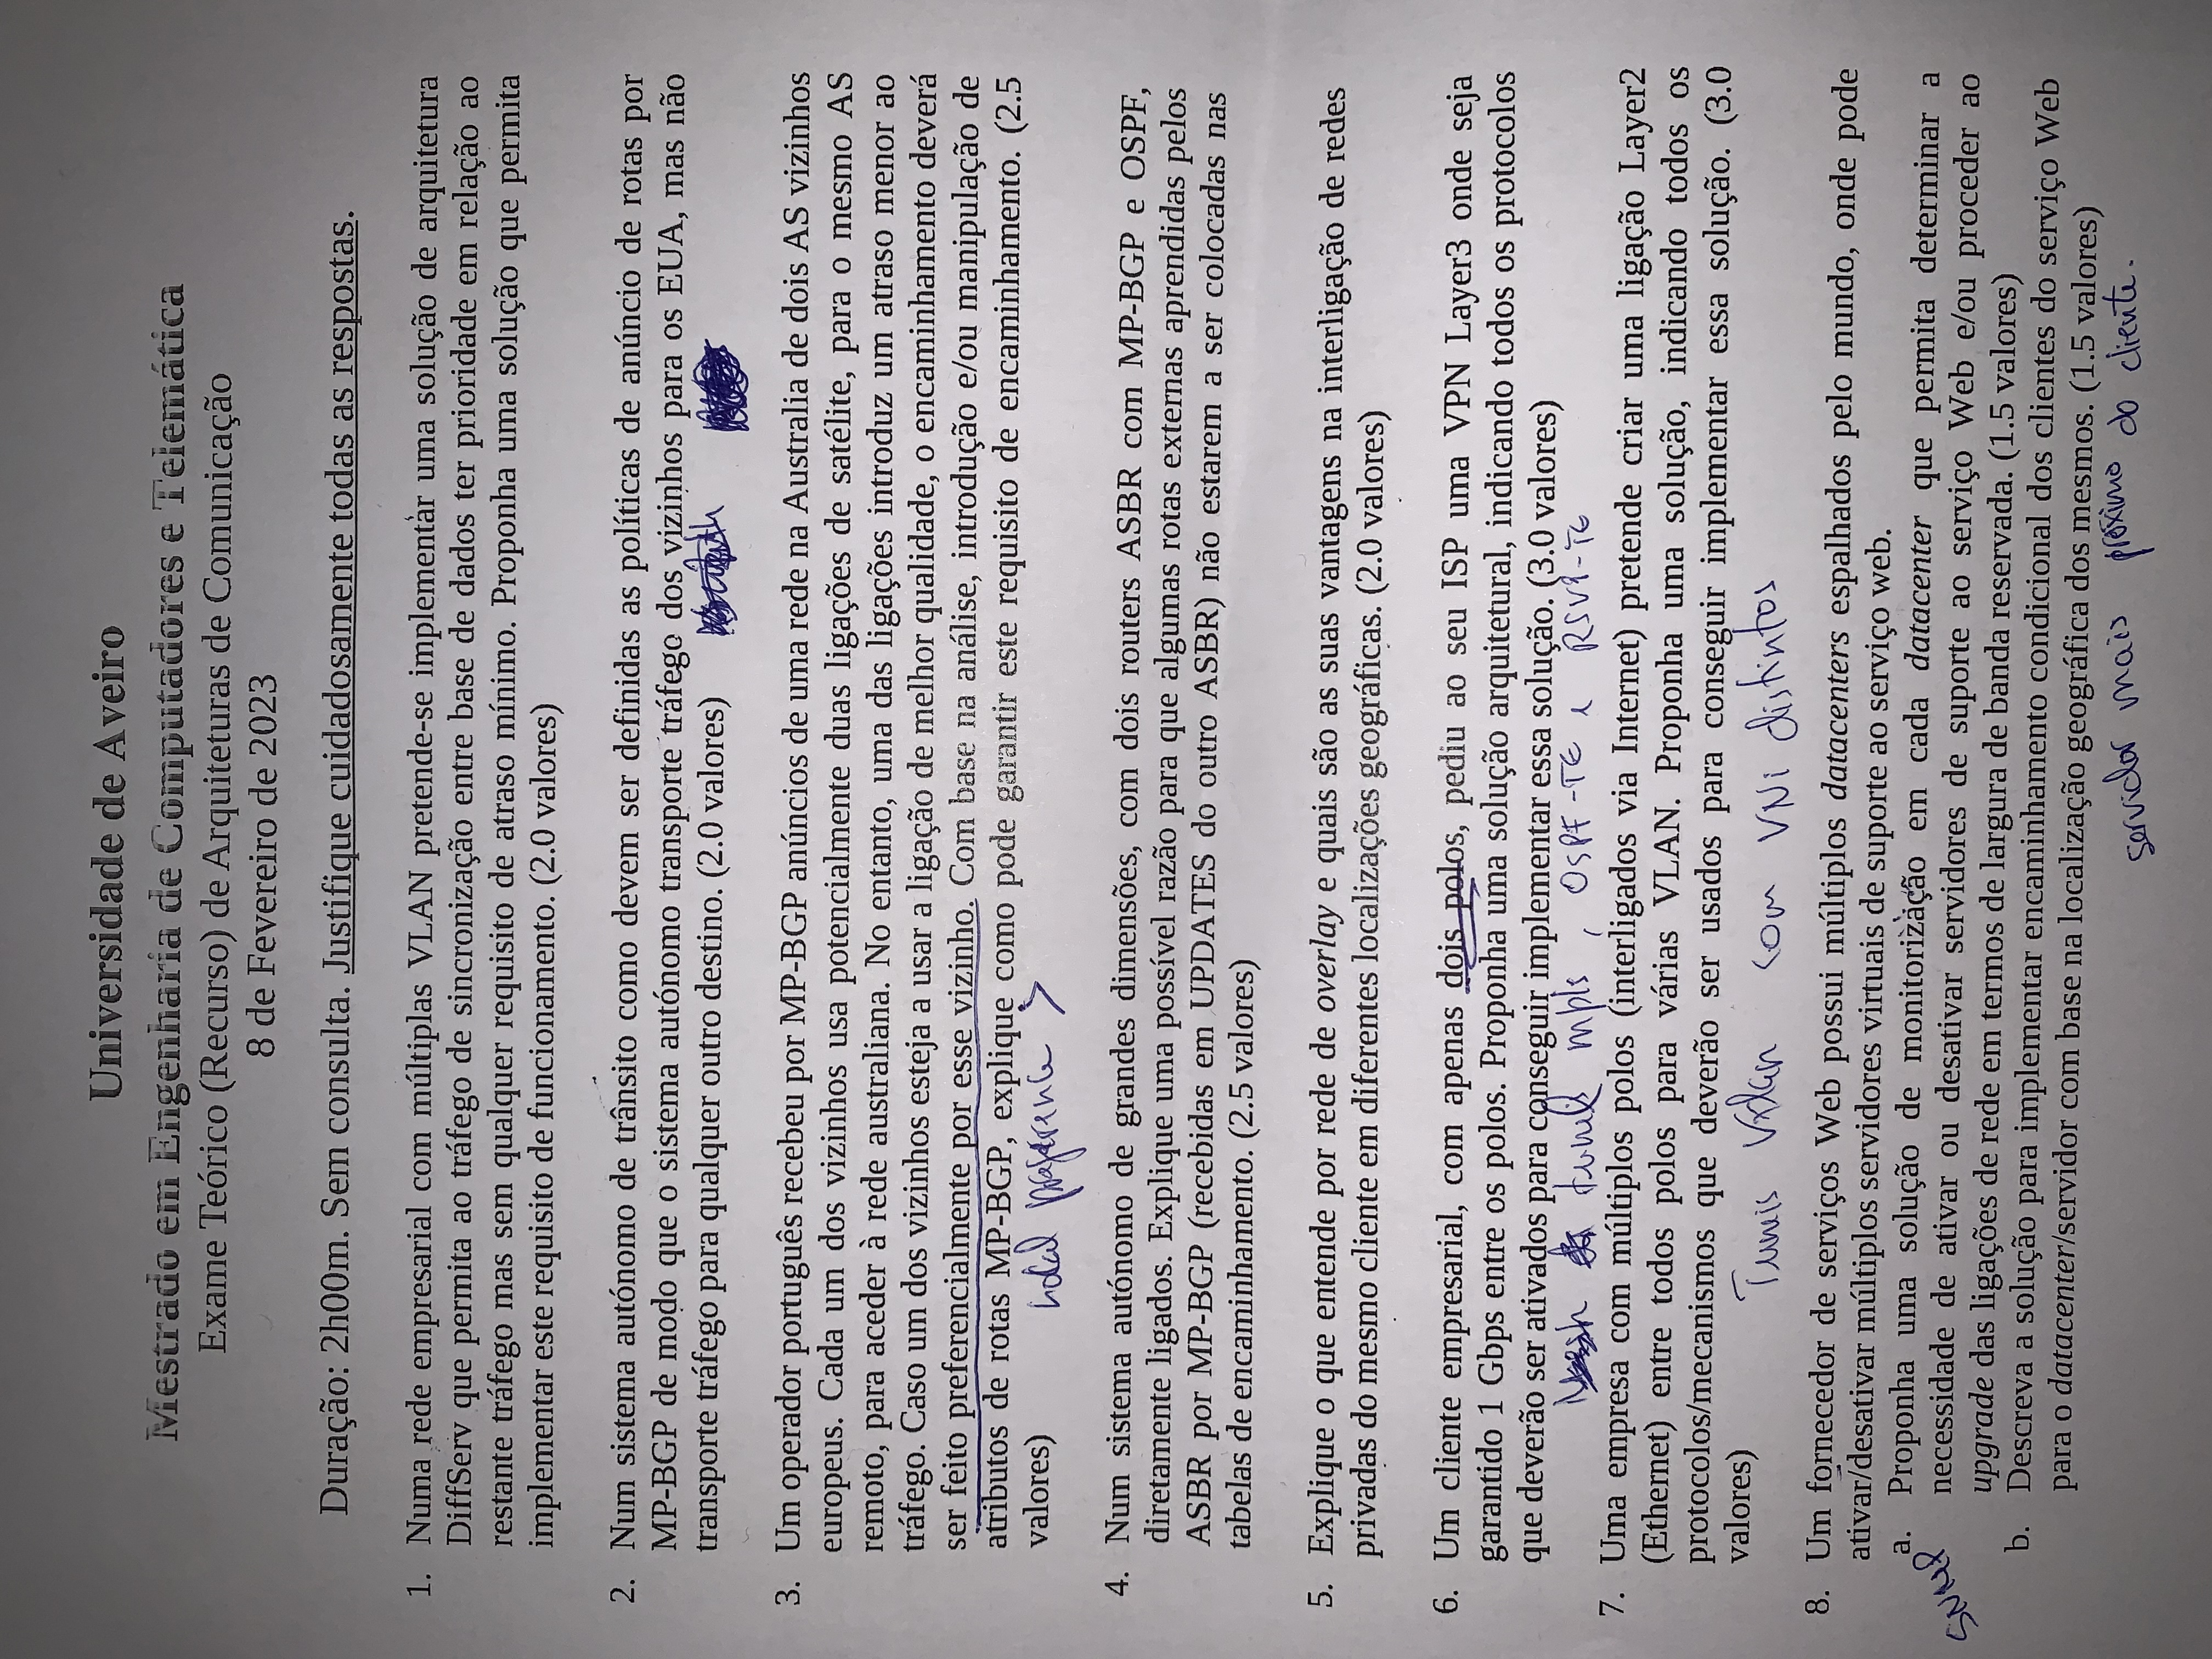 Universidade de Aveiro
Mestrado em Engenharia de Computadores e Telemática
Exame Teórico (Recurso) de Arquiteturas de Comunicação
8 de Fevereiro de 2023
Duração: 2h00m. Sem consulta. Justifique cuidadosamente todas as respostas.
1. Numa rede empresarial com múltiplas VLAN pretende-se implementar uma solução de arquitetura
DiffServ que permita ao tráfego de sincronização entre base de dados ter prioridade em relação ao
restante tráfego mas sem qualquer requisito de atraso mínimo. Proponha uma solução que permita
implementar este requisito de funcionamento. (2.0 valores)
2. Num sistema autónomo de trânsito como devem ser definidas as políticas de anúncio de rotas por
MP-BGP de modo que o sistema autónomo transporte tráfego dos vizinhos para os EUA, mas não
transporte tráfego para qualquer outro destino. (2.0 valores)
3. Um operador português recebeu por MP-BGP anúncios de uma rede na Australia de dois AS vizinhos
europeus. Cada um dos vizinhos usa potencialmente duas ligações de satélite, para o mesmo AS
remoto, para aceder à rede australiana. No entanto, uma das ligações introduz um atraso menor ao
tráfego. Caso um dos vizinhos esteja a usar a ligação de melhor qualidade, o encaminhamento deverá
ser feito preferencialmente por esse vizinho. Com base na análise, introdução e/ou manipulação de
atributos de rotas MP-BGP, explique como pode garantir este requisito de encaminhamento. (2.5
valores)
Local preference >
4. Num sistema autónomo de grandes dimensões, com dois routers ASBR com MP-BGP e OSPF,
diretamente ligados. Explique uma possível razão para que algumas rotas externas aprendidas pelos
ASBR por MP-BGP (recebidas em UPDATES do outro ASBR) não estarem a ser colocadas nas
tabelas de encaminhamento. (2.5 valores)
5. Explique o que entende por rede de overlay e quais são as suas vantagens na interligação de redes
privadas do mesmo cliente em diferentes localizações geográficas. (2.0 valores)
6. Um cliente empresarial, com apenas dois polos, pediu ao seu ISP uma VPN Layer3 onde seja
garantido 1 Gbps entre os polos. Proponha uma solução arquitetural, indicando todos os protocolos
que deverão ser ativados para conseguir implementar essa solução. (3.0 valores)
mpls, OSPF-TE e RSVP-TE
7. Uma empresa com múltiplos polos (interligados via Internet) pretende criar uma ligação Layer2
(Ethernet) entre todos polos para várias VLAN. Proponha uma solução, indicando todos os
protocolos/mecanismos que deverão ser usados para conseguir implementar essa solução. (3.0
valores)
Tuneis Vxlan com VNi distintos
8. Um fornecedor de serviços Web possui múltiplos datacenters espalhados pelo mundo, onde pode
ativar/desativar múltiplos servidores virtuais de suporte ao serviço web.
a. Proponha uma solução de monitorização em cada datacenter que permita determinar a
SNMP
necessidade de ativar ou desativar servidores de suporte ao serviço Web e/ou proceder ao
upgrade das ligações de rede em termos de largura de banda reservada. (1.5 valores)
b. Descreva a solução para implementar encaminhamento condicional dos clientes do serviço Web
para o datacenter/servidor com base na localização geográfica dos mesmos. (1.5 valores)
servidor mais próximo do cliente.